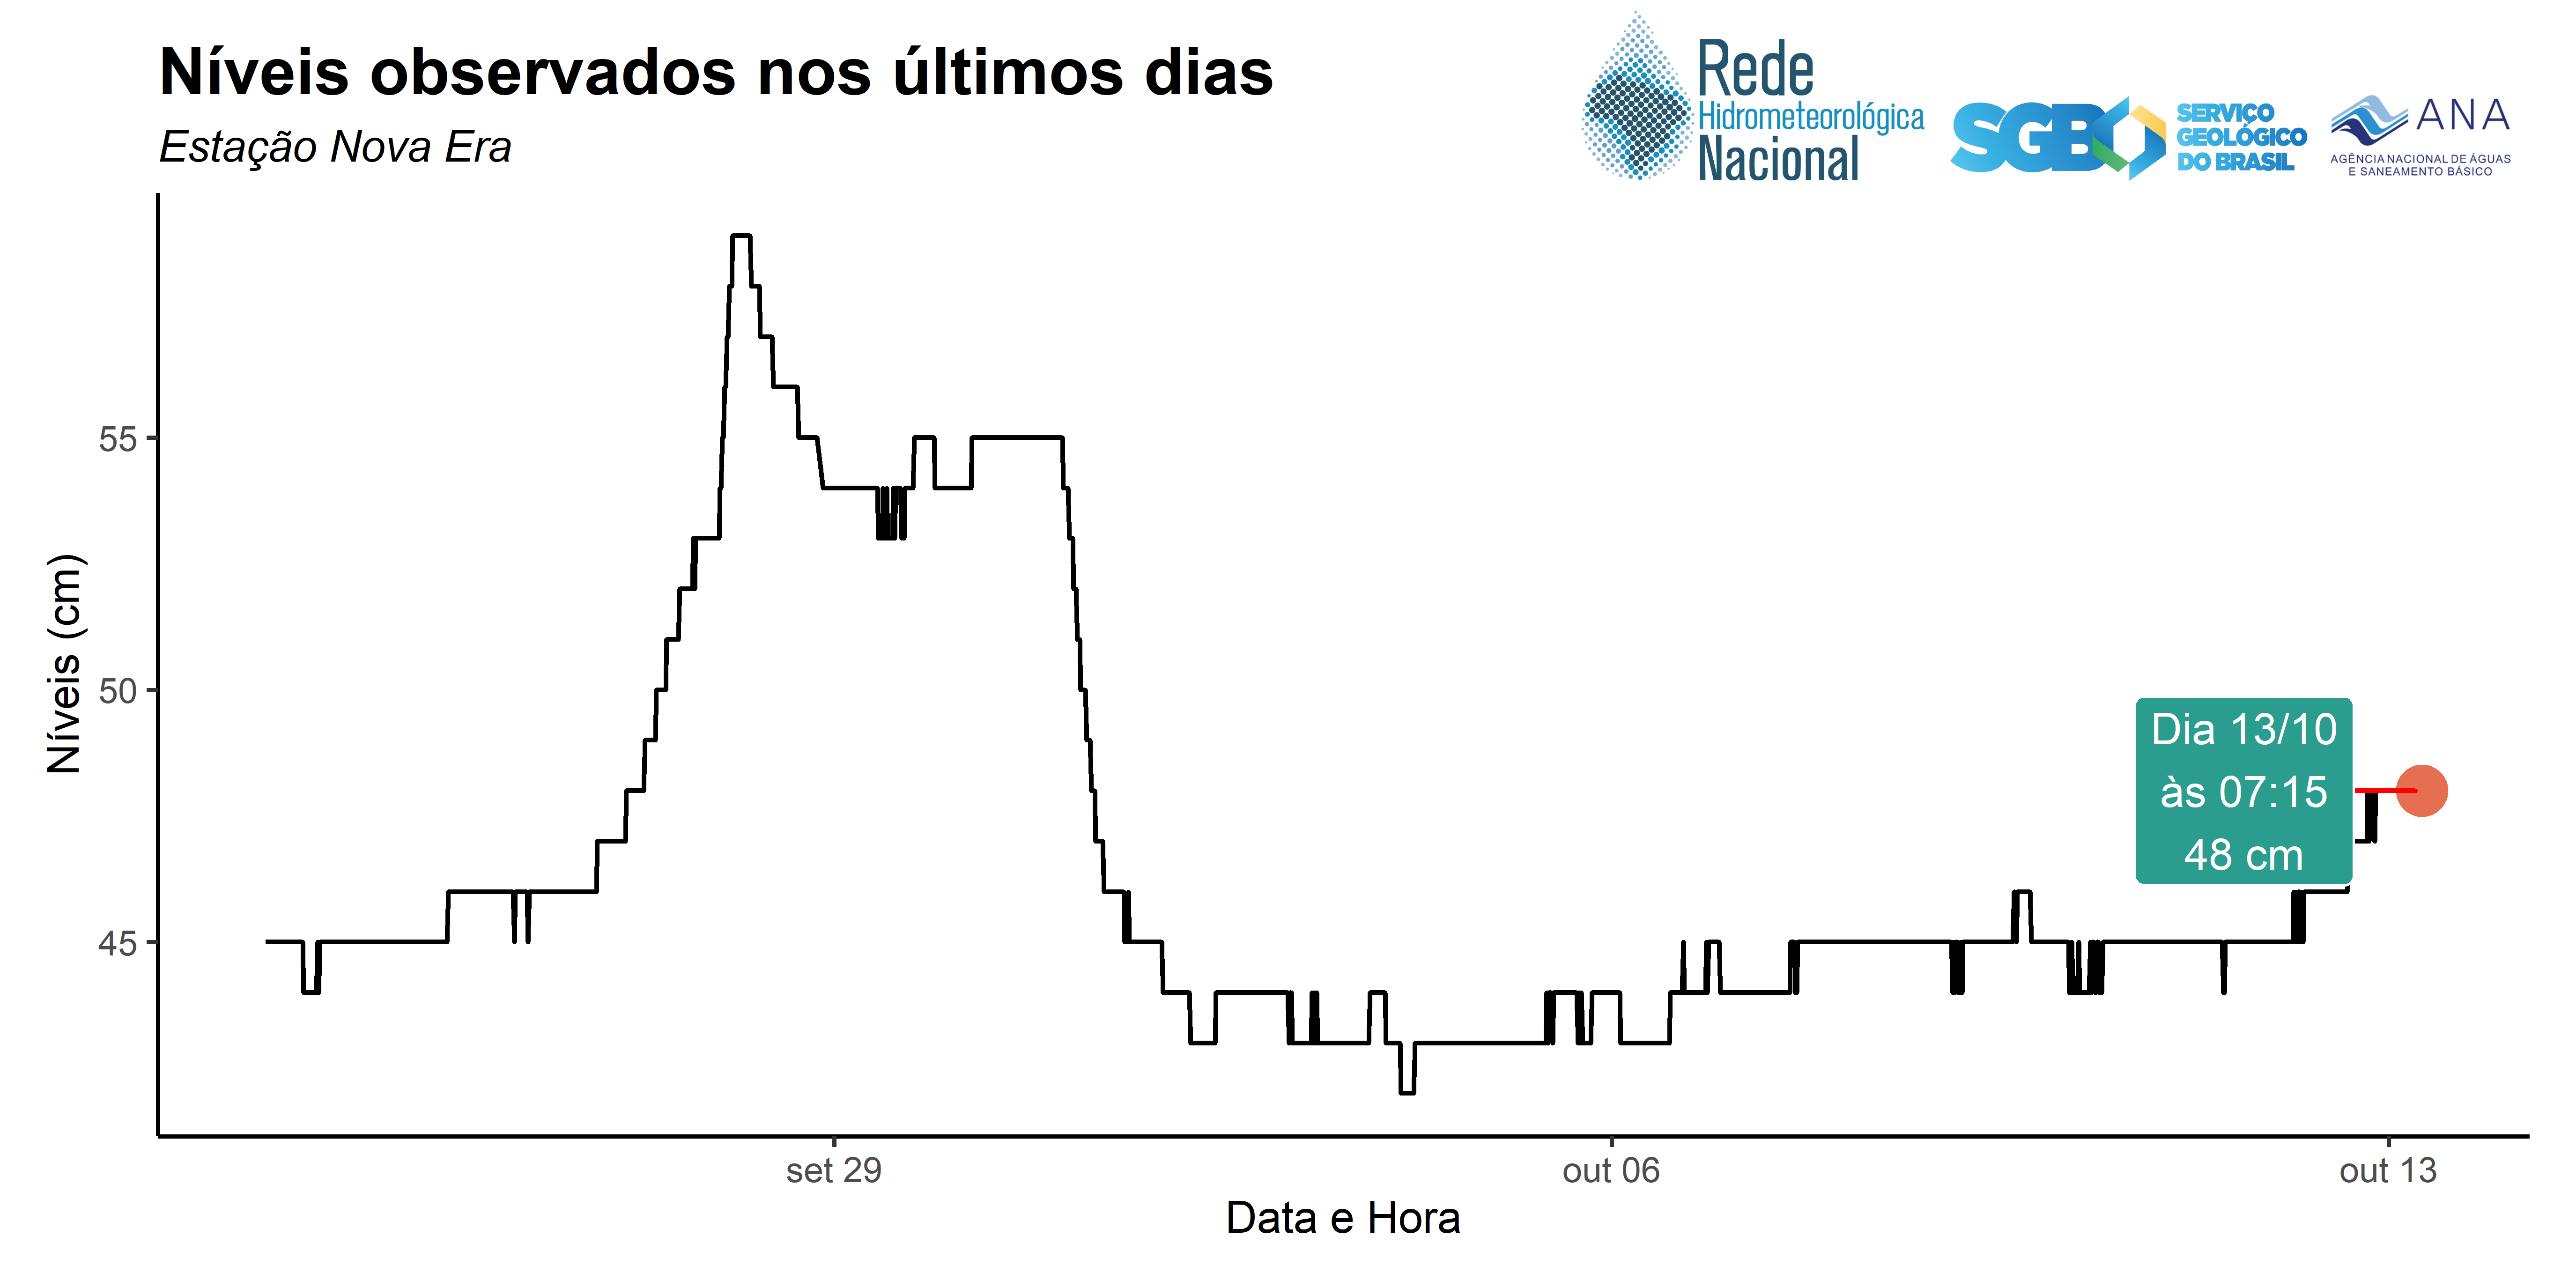 Níveis observados nos últimos dias
Estação Nova Era
Rede
Hidrometeorológica
Nacional
SGB
SERVIÇO
GEOLÓGICO
DO BRASIL
ANA
AGÊNCIA NACIONAL DE ÁGUAS
E SANEAMENTO BÁSICO
Níveis (cm)
55
50
45
Dia 13/10
às 07:15
48 cm
set 29
out 06
out 13
Data e Hora